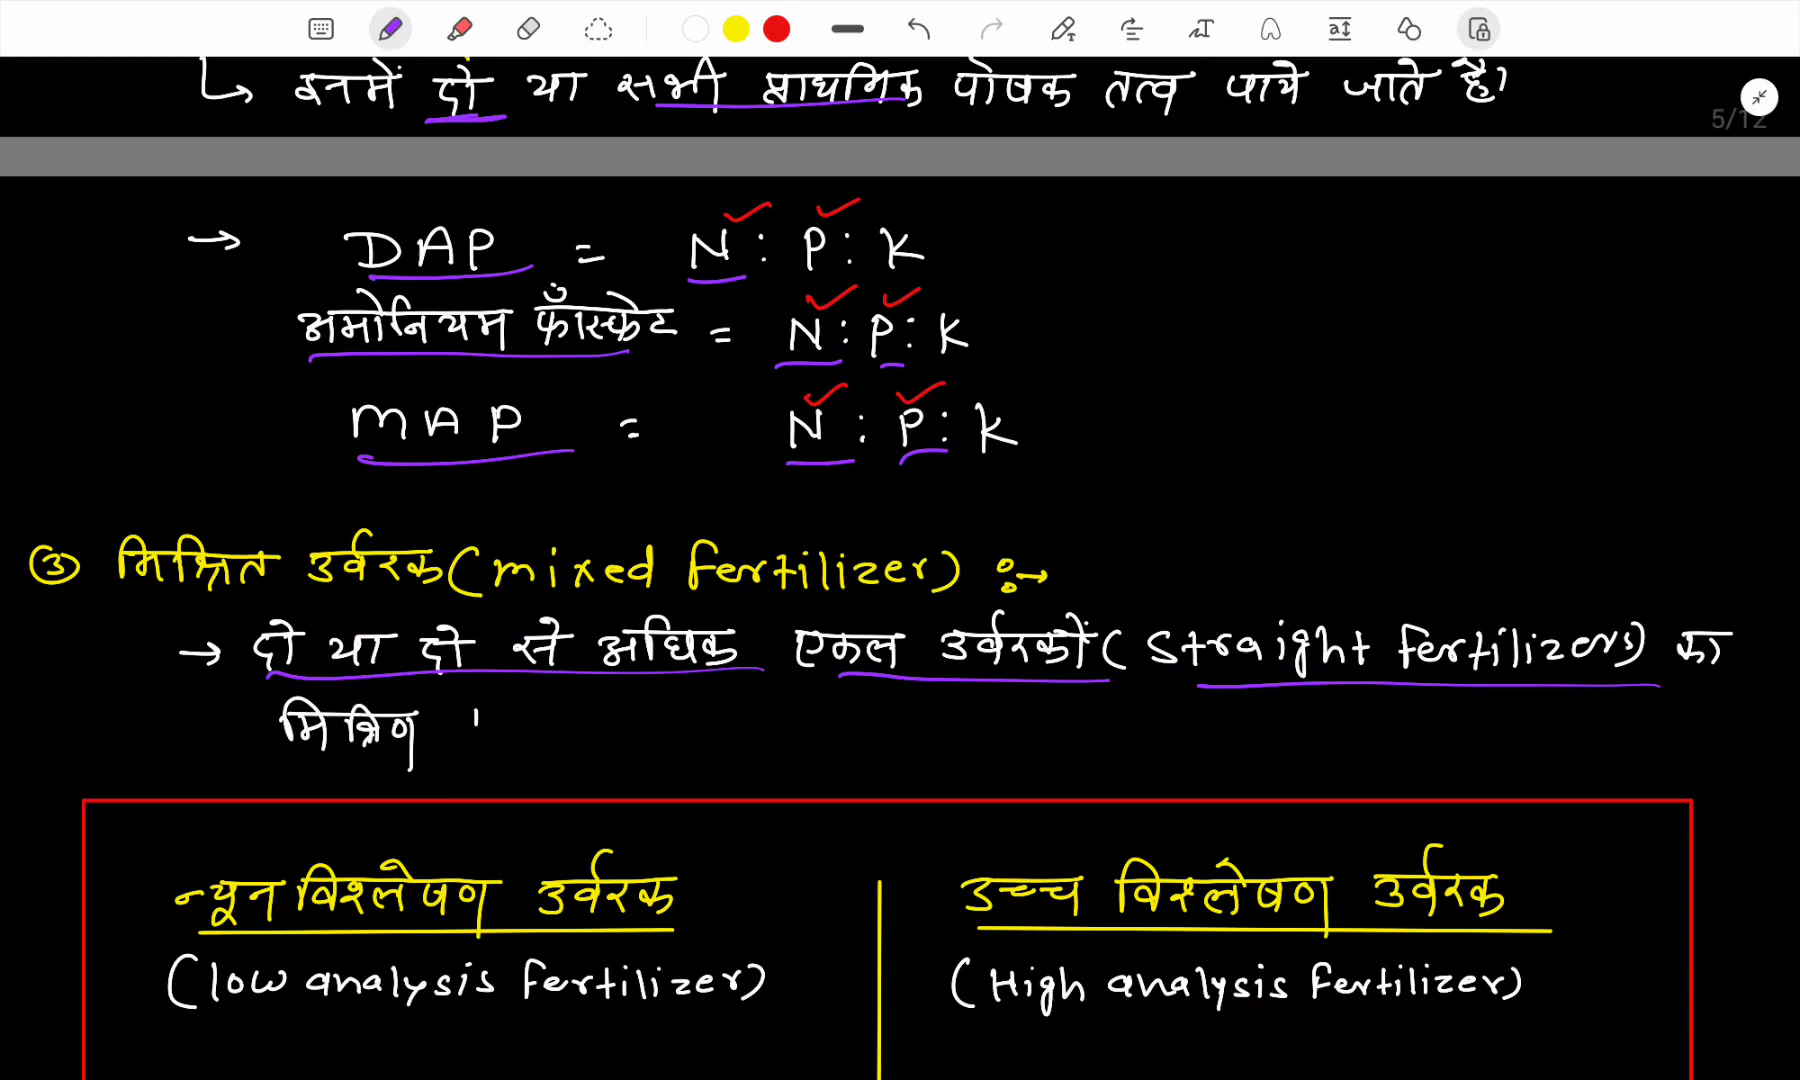 ↳ इनमें दो या सभी प्राथमिक पोषक तत्व पाये जाते है।
5/12
→ DAP = N : P : K
अमोनियम फॉस्फेट = N : P : K
MAP = N : P : K
③ मिश्रित उर्वरक (mixed fertilizer) :→
→ दो या दो से अधिक एकल उर्वरकों (Straight fertilizers) का
मिश्रण ।
न्यून विश्लेषण उर्वरक
(low analysis fertilizer)
उच्च विश्लेषण उर्वरक
(High analysis fertilizer)